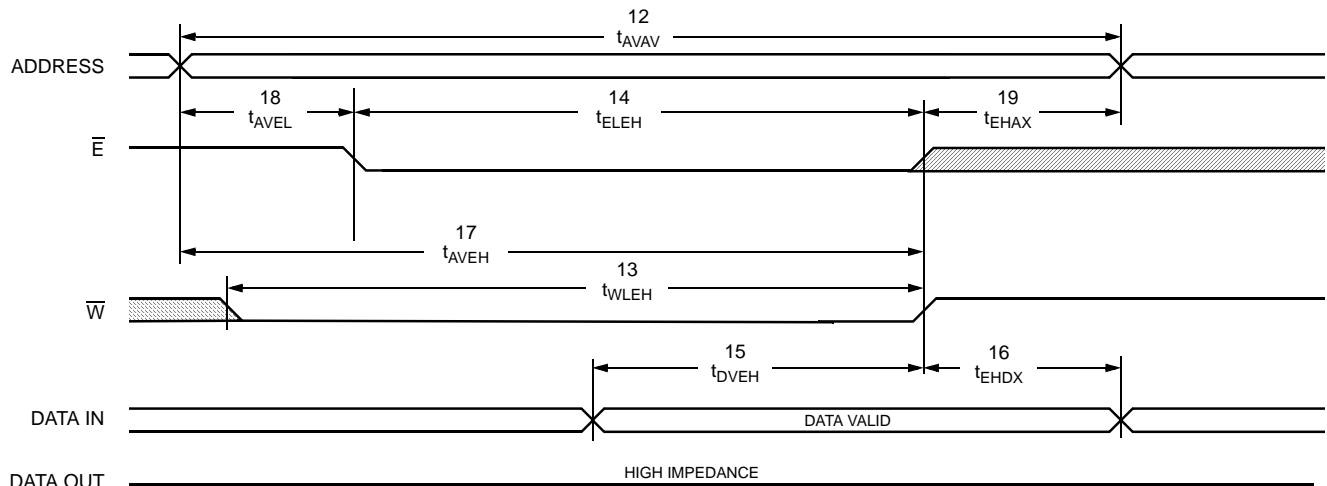 12
tAVAV
ADDRESS
18
tAVEL
14
tELEH
19
tEHAX
E
17
tAVEH
13
tWLEH
W
15
tDVEH
16
tEHDX
DATA IN
DATA VALID
DATA OUT
HIGH IMPEDANCE